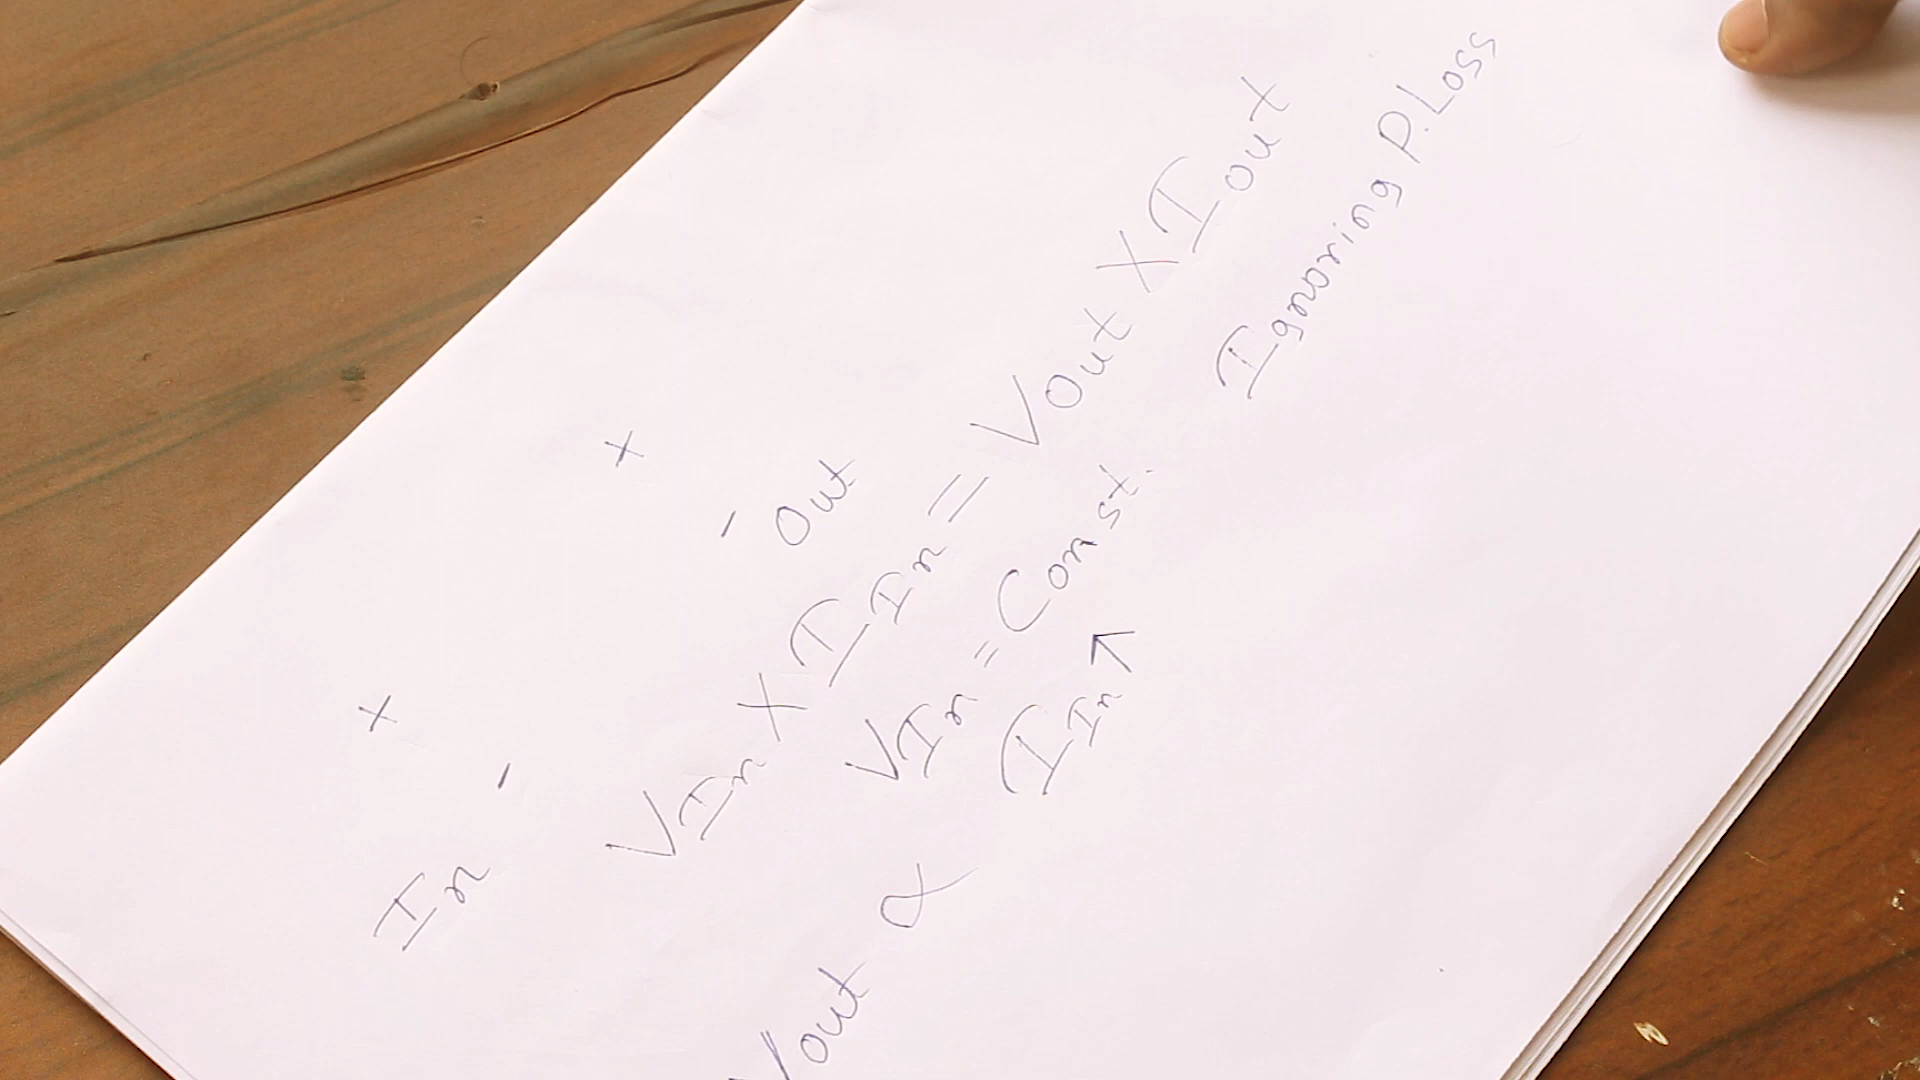 + +
- -
In Out
VIn X IIn = Vout X Iout
VIn = Const. Ignoring P.Loss
Vout ∝ IIn ↑